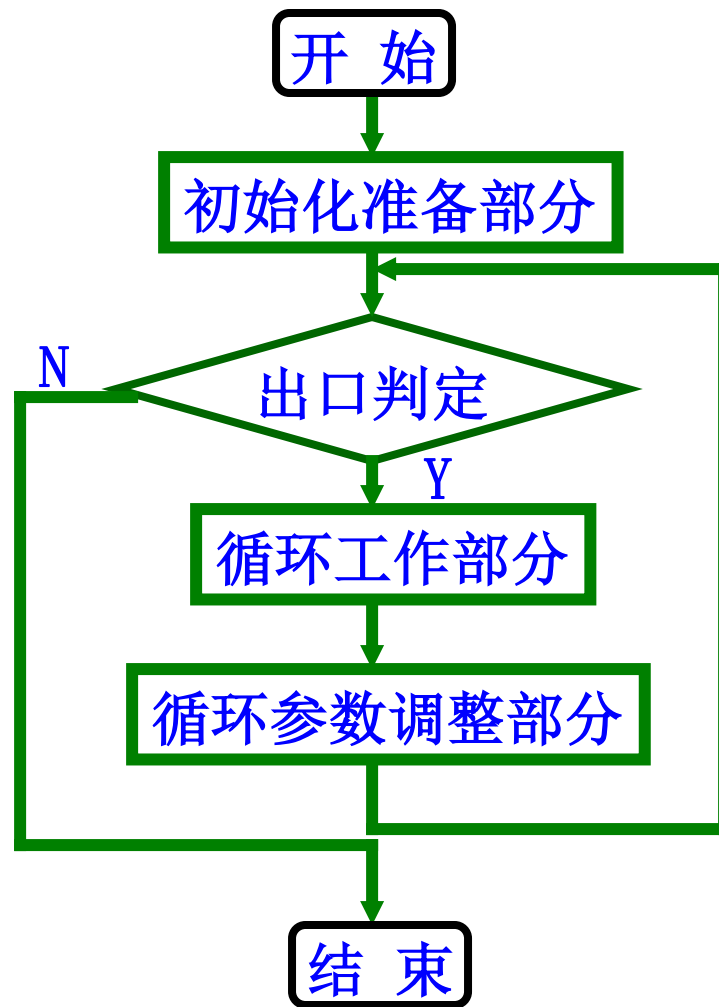 开 始
初始化准备部分
N
出口判定
Y
循环工作部分
循环参数调整部分
结 束